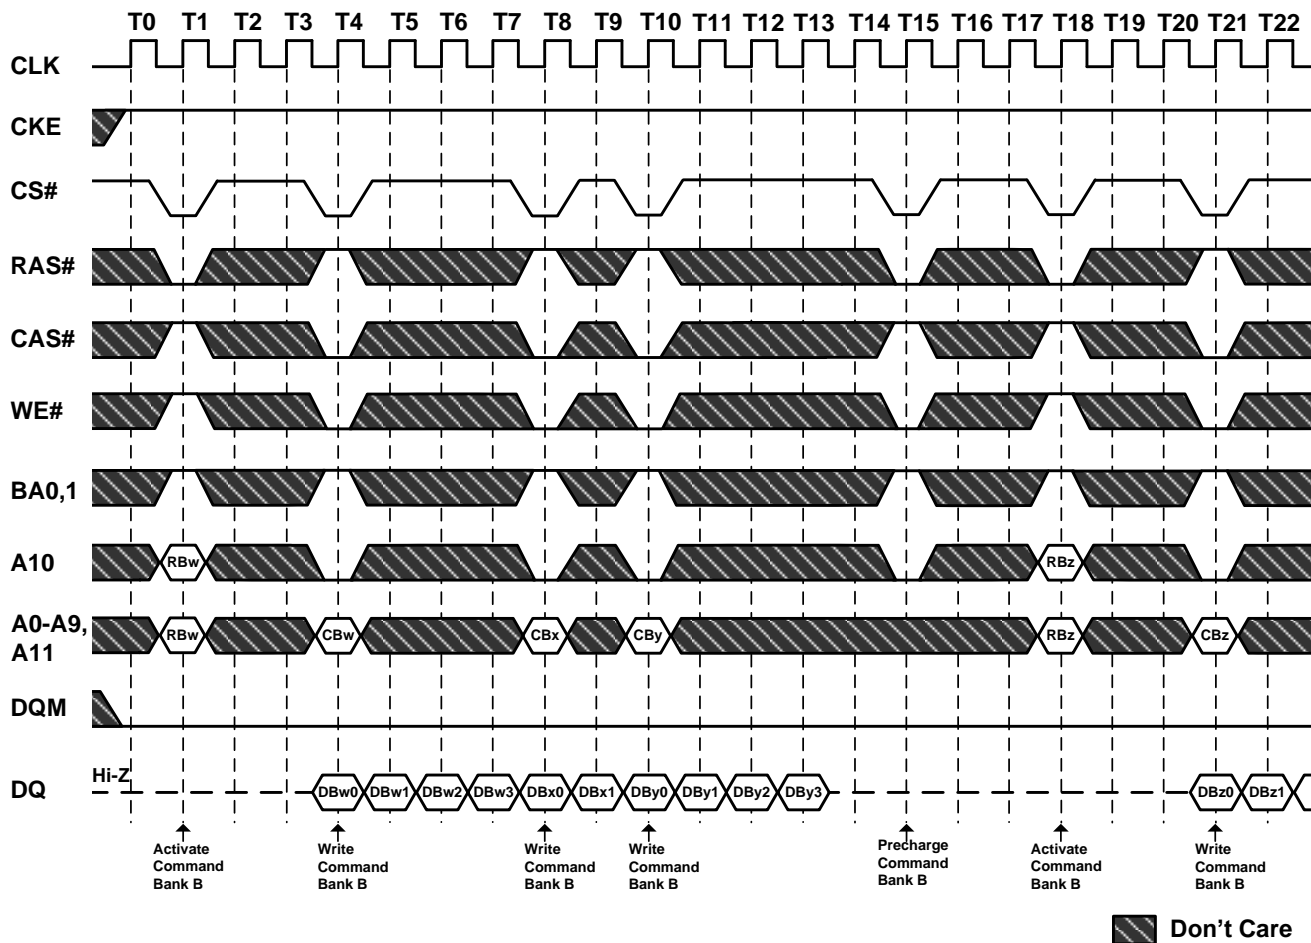 T0 T1 T2 T3 T4 T5 T6 T7 T8 T9 T10 T11 T12 T13 T14 T15 T16 T17 T18 T19 T20 T21 T22
CLK
CKE
CS#
RAS#
CAS#
WE#
BA0,1
A10
RBw RBz
A0-A9,
A11
RBw CBw CBx CBy RBz CBz
DQM
DQ
Hi-Z
DBw0 DBw1 DBw2 DBw3 DBx0 DBx1 DBy0 DBy1 DBy2 DBy3 DBz0 DBz1
Activate
Command
Bank B
Write
Command
Bank B
Write
Command
Bank B
Write
Command
Bank B
Precharge
Command
Bank B
Activate
Command
Bank B
Write
Command
Bank B
Don't Care